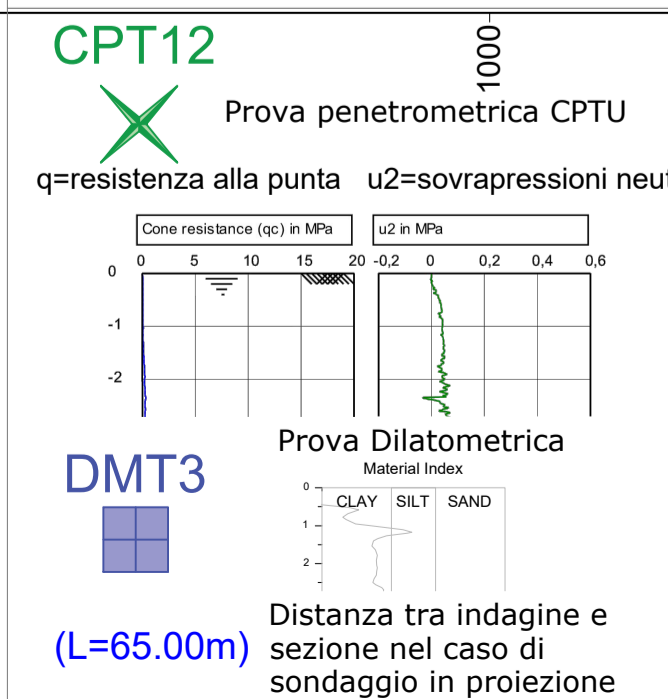 CPT12
1000
Prova penetrometrica CPTU
q=resistenza alla punta u2=sovrapressioni neut
Cone resistance (qc) in MPa
u2 in MPa
0 5 10 15 20
-0,2 0 0,2 0,4 0,6
0
-1
-2
Prova Dilatometrica
DMT3
Material Index
0
CLAY SILT SAND
1
2
(L=65.00m)
Distanza tra indagine e
sezione nel caso di
sondaggio in proiezione